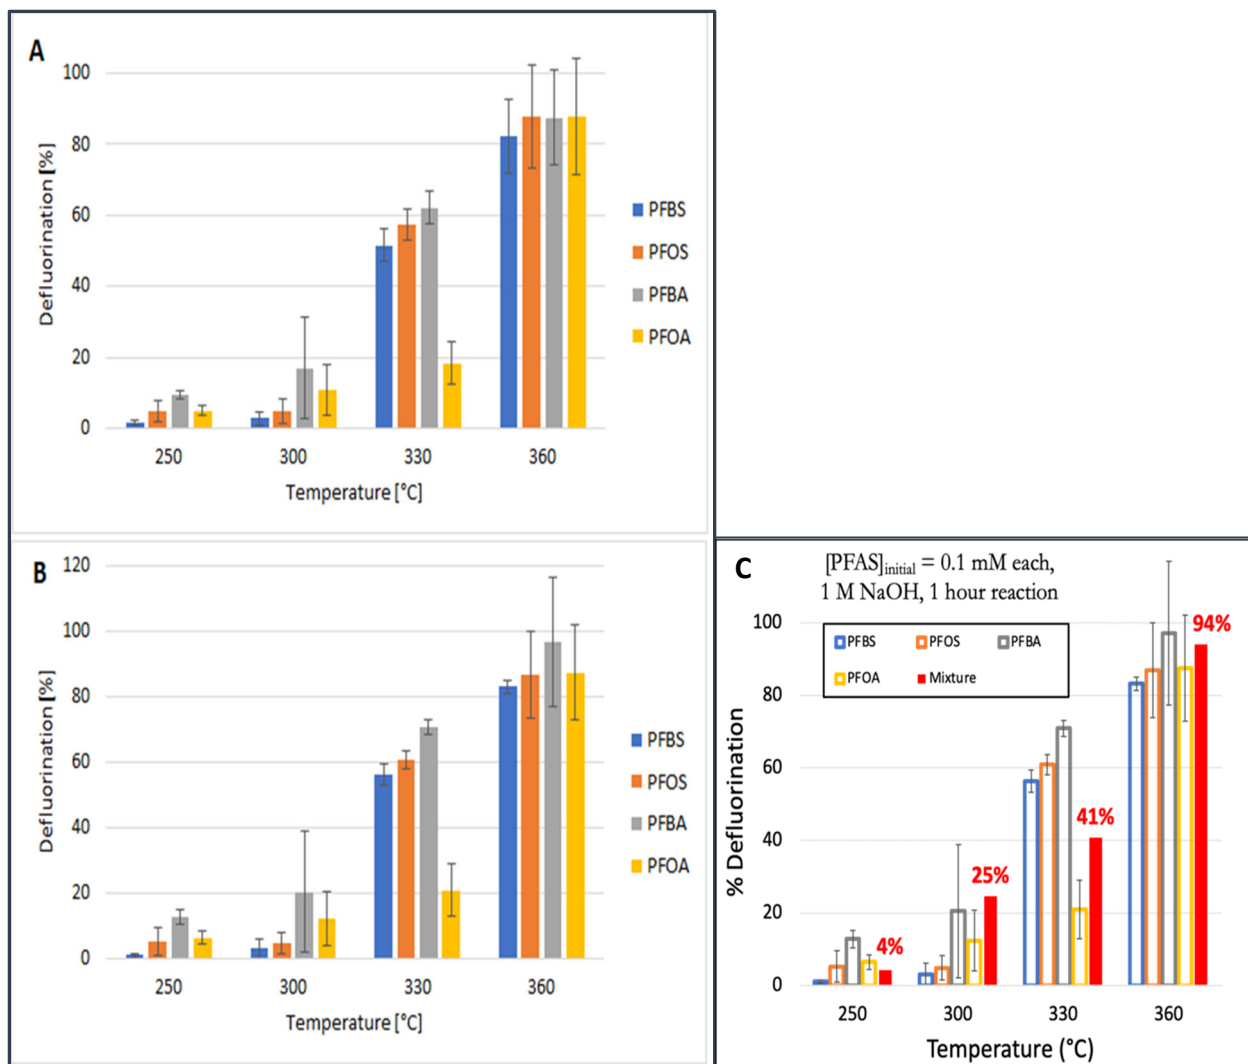 A
100
80
60
40
20
0
Defluorination [%]
250 300 330 360
Temperature [°C]
PFBS
PFOS
PFBA
PFOA
B
120
100
80
60
40
20
0
Defluorination [%]
250 300 330 360
Temperature [°C]
PFBS
PFOS
PFBA
PFOA
C
[PFAS]initial = 0.1 mM each,
1 M NaOH, 1 hour reaction
PFBS PFOS PFBA
PFOA Mixture
100
80
60
40
20
0
% Defluorination
4%
25%
41%
94%
250 300 330 360
Temperature (°C)